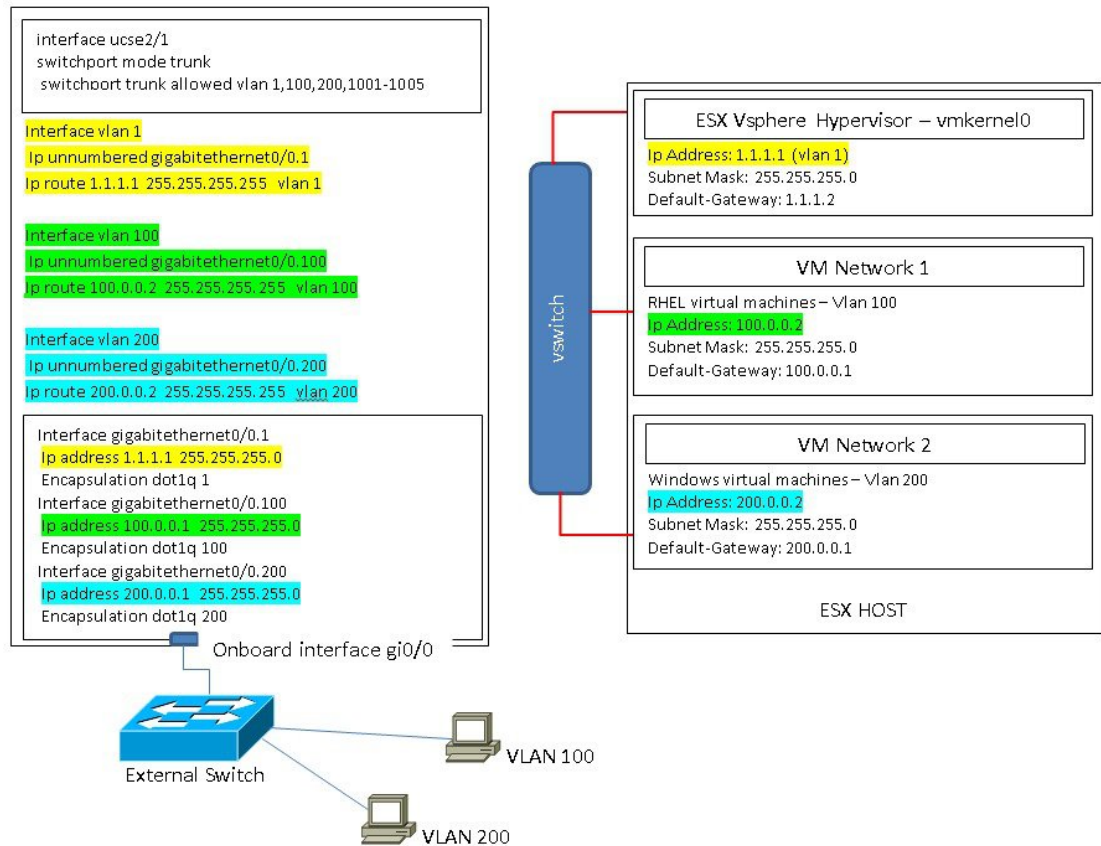 interface ucse2/1
switchport mode trunk
switchport trunk allowed vlan 1,100,200,1001-1005
Interface vlan 1
Ip unnumbered gigabitethernet0/0.1
Ip route 1.1.1.1 255.255.255.255 vlan 1
Interface vlan 100
Ip unnumbered gigabitethernet0/0.100
Ip route 100.0.0.2 255.255.255.255 vlan 100
Interface vlan 200
Ip unnumbered gigabitethernet0/0.200
Ip route 200.0.0.2 255.255.255.255 vlan 200
Interface gigabitethernet0/0.1
Ip address 1.1.1.1 255.255.255.0
Encapsulation dot1q 1
Interface gigabitethernet0/0.100
Ip address 100.0.0.1 255.255.255.0
Encapsulation dot1q 100
Interface gigabitethernet0/0.200
Ip address 200.0.0.1 255.255.255.0
Encapsulation dot1q 200
Onboard interface gi0/0
External Switch
VLAN 100
VLAN 200
vswitch
ESX Vsphere Hypervisor – vmkernel0
Ip Address: 1.1.1.1 (vlan 1)
Subnet Mask: 255.255.255.0
Default-Gateway: 1.1.1.2
VM Network 1
RHEL virtual machines – Vlan 100
Ip Address: 100.0.0.2
Subnet Mask: 255.255.255.0
Default-Gateway: 100.0.0.1
VM Network 2
Windows virtual machines – Vlan 200
Ip Address: 200.0.0.2
Subnet Mask: 255.255.255.0
Default-Gateway: 200.0.0.1
ESX HOST